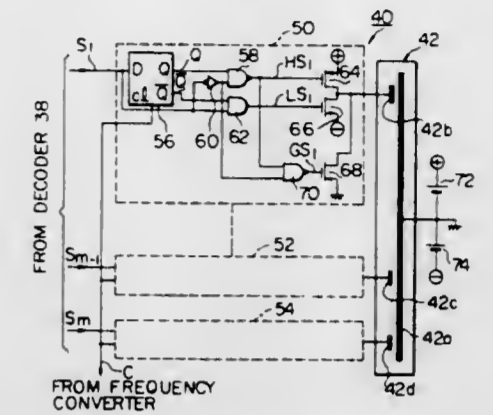 50
40
S1
58
Q
HS1
64
42
D Q
cl Q̄
60
62
LS1
66
42b
56
GS1
68
70
72
74
FROM DECODER 38
Sm-1
52
42c
Sm
54
42a
C
42d
FROM FREQUENCY
CONVERTER